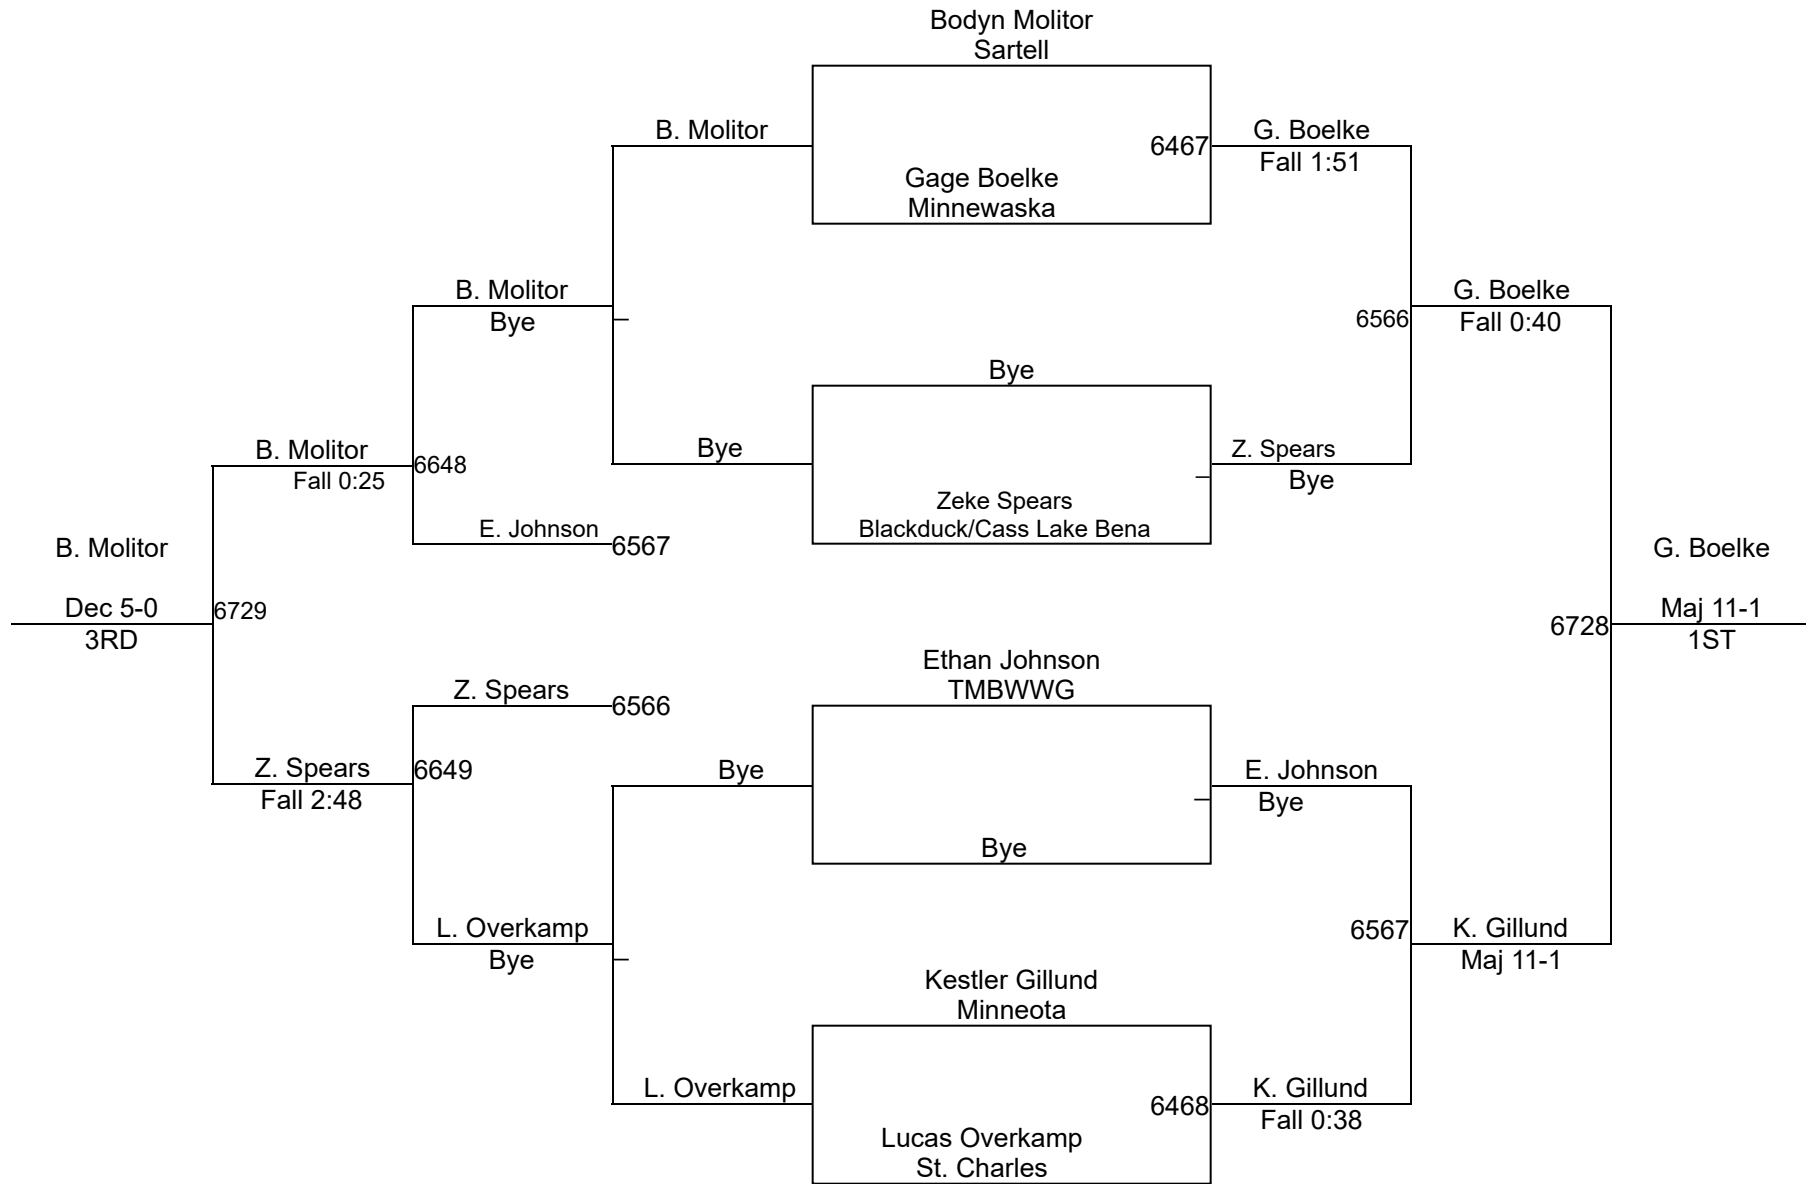 Bodyn Molitor
Sartell
B. Molitor
6467
G. Boelke
Fall 1:51
Gage Boelke
Minnewaska
B. Molitor
Bye
6566
G. Boelke
Fall 0:40
Bye
B. Molitor
Fall 0:25
6648
Bye
Z. Spears
Bye
Zeke Spears
Blackduck/Cass Lake Bena
E. Johnson
6567
B. Molitor
Dec 5-0
3RD
6729
G. Boelke
Maj 11-1
1ST
6728
Ethan Johnson
TMBWWG
Z. Spears
6566
Z. Spears
Fall 2:48
6649
Bye
E. Johnson
Bye
Bye
L. Overkamp
Bye
6567
K. Gillund
Maj 11-1
Kestler Gillund
Minneota
L. Overkamp
6468
K. Gillund
Fall 0:38
Lucas Overkamp
St. Charles